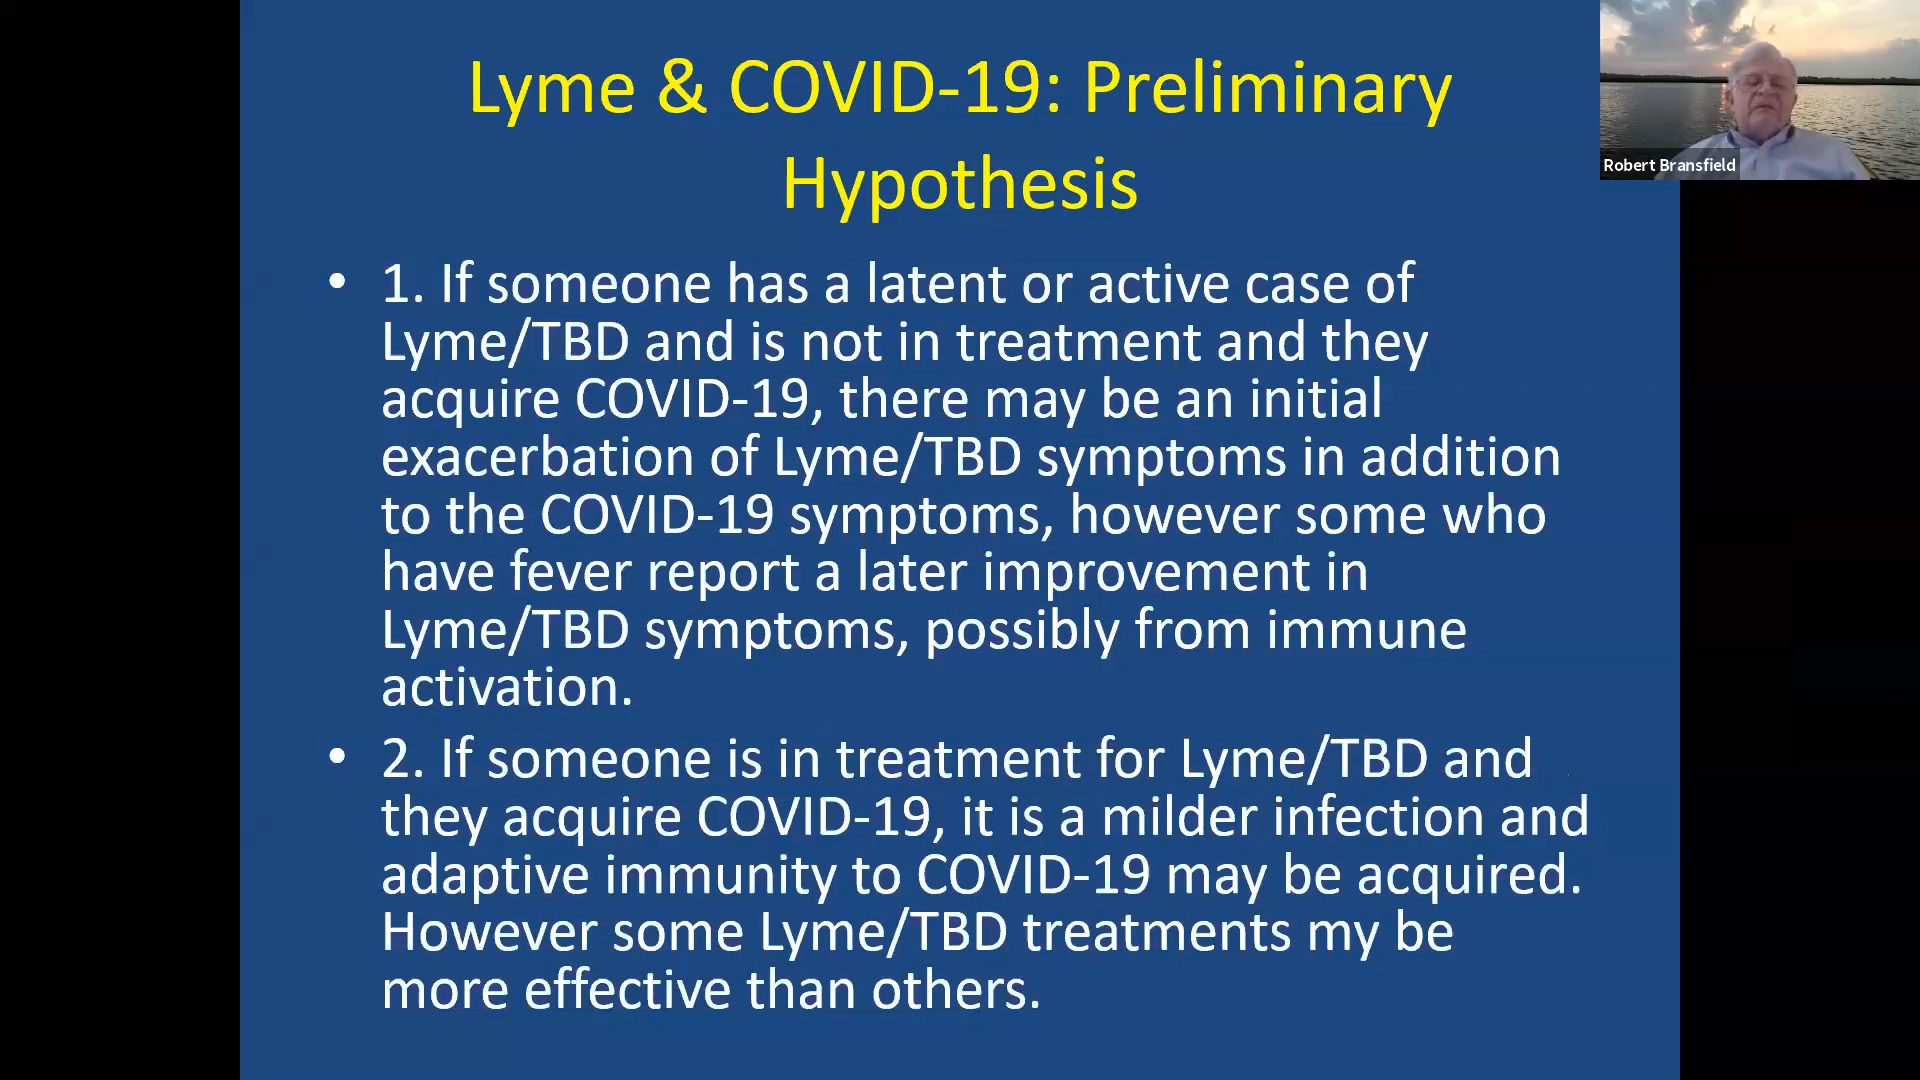 Lyme & COVID-19: Preliminary
Hypothesis
Robert Bransfield
• 1. If someone has a latent or active case of
Lyme/TBD and is not in treatment and they
acquire COVID-19, there may be an initial
exacerbation of Lyme/TBD symptoms in addition
to the COVID-19 symptoms, however some who
have fever report a later improvement in
Lyme/TBD symptoms, possibly from immune
activation.
• 2. If someone is in treatment for Lyme/TBD and
they acquire COVID-19, it is a milder infection and
adaptive immunity to COVID-19 may be acquired.
However some Lyme/TBD treatments my be
more effective than others.